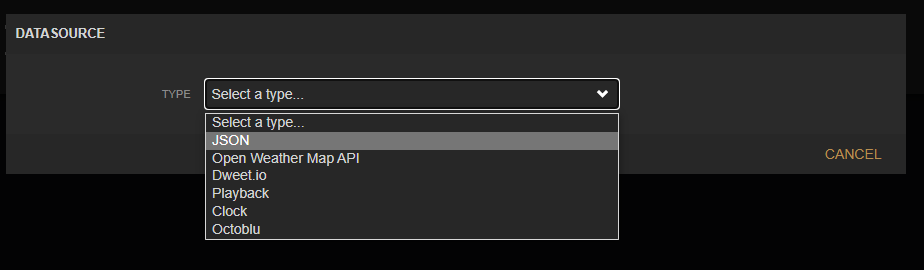 DATASOURCE
TYPE Select a type...
Select a type...
JSON
Open Weather Map API
Dweet.io
Playback
Clock
Octoblu
CANCEL